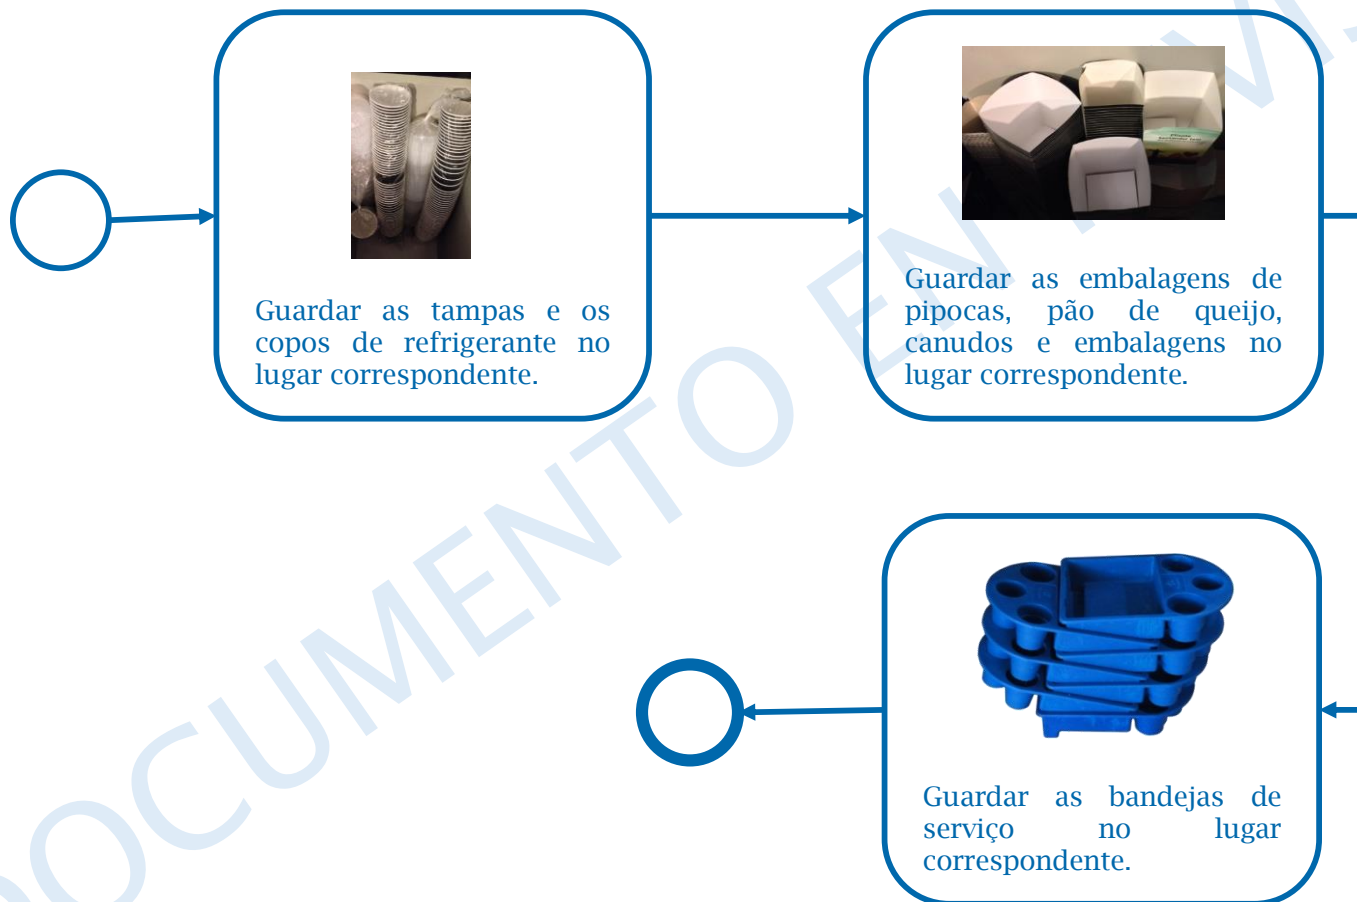 Guardar as tampas e os
copos de refrigerante no
lugar correspondente.
Guardar as embalagens de
pipocas, pão de queijo,
canudos e embalagens no
lugar correspondente.
Guardar as bandejas de
serviço no lugar
correspondente.
DOCUMENTO EN